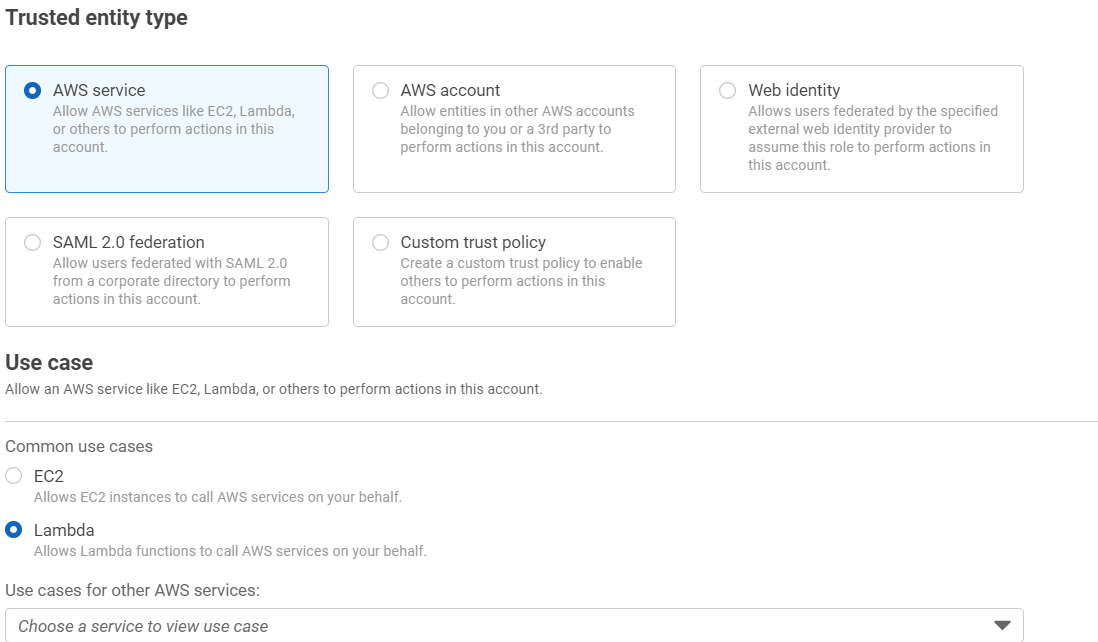 Trusted entity type
AWS service
Allow AWS services like EC2, Lambda,
or others to perform actions in this
account.
AWS account
Allow entities in other AWS accounts
belonging to you or a 3rd party to
perform actions in this account.
Web identity
Allows users federated by the specified
external web identity provider to
assume this role to perform actions in
this account.
SAML 2.0 federation
Allow users federated with SAML 2.0
from a corporate directory to perform
actions in this account.
Custom trust policy
Create a custom trust policy to enable
others to perform actions in this
account.
Use case
Allow an AWS service like EC2, Lambda, or others to perform actions in this account.
Common use cases
EC2
Allows EC2 instances to call AWS services on your behalf.
Lambda
Allows Lambda functions to call AWS services on your behalf.
Use cases for other AWS services:
Choose a service to view use case